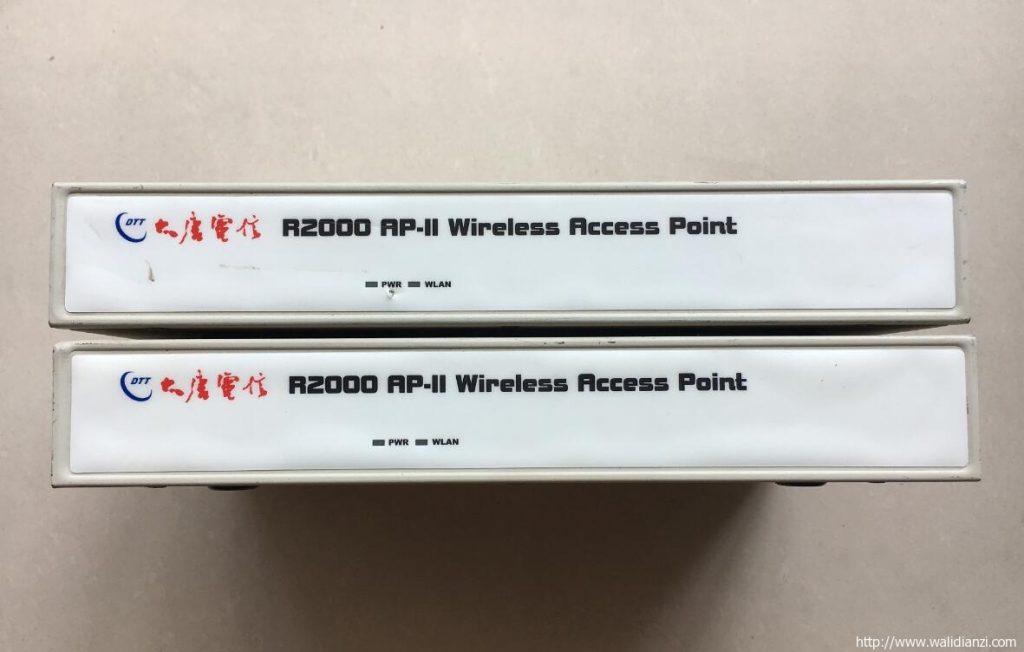 DTT 大唐電信 R2000 AP-II Wireless Access Point
PWR WLAN
DTT 大唐電信 R2000 AP-II Wireless Access Point
PWR WLAN
http://www.walidianzi.com